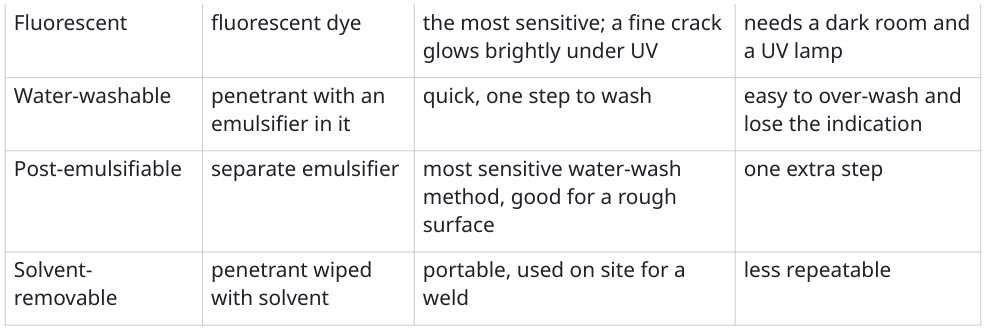 Fluorescent
fluorescent dye
the most sensitive; a fine crack
glows brightly under UV
needs a dark room and
a UV lamp
Water-washable
penetrant with an
emulsifier in it
quick, one step to wash
easy to over-wash and
lose the indication
Post-emulsifiable
separate emulsifier
most sensitive water-wash
method, good for a rough
surface
one extra step
Solvent-
removable
penetrant wiped
with solvent
portable, used on site for a
weld
less repeatable